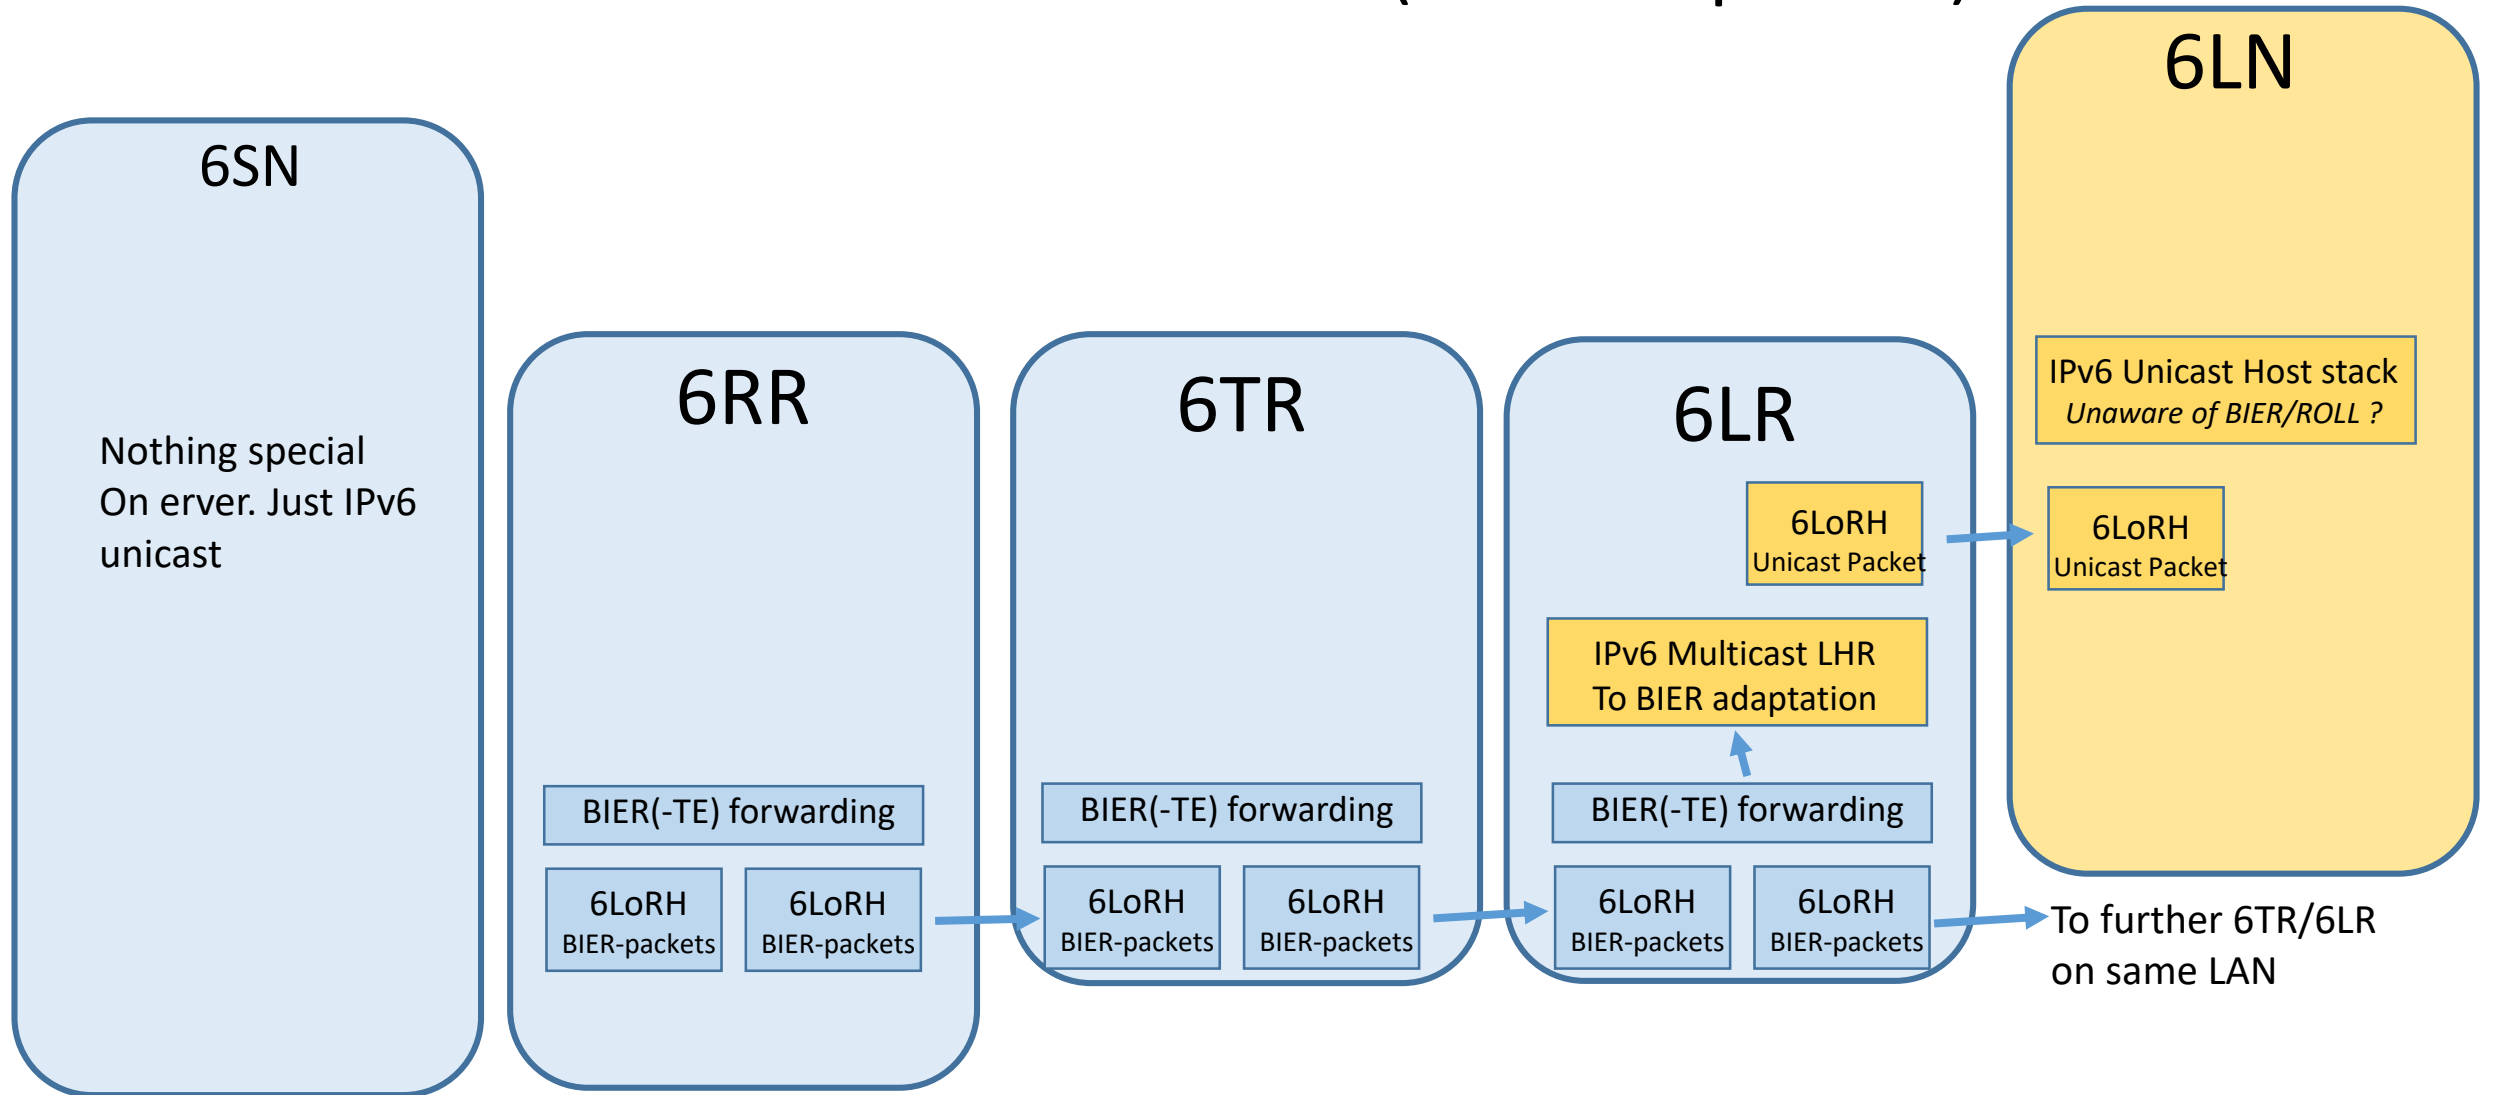 6SN
Nothing special
On erver. Just IPv6
unicast
6RR
BIER(-TE) forwarding
6LoRH
BIER-packets
6LoRH
BIER-packets
6TR
BIER(-TE) forwarding
6LoRH
BIER-packets
6LoRH
BIER-packets
6LR
6LoRH
Unicast Packet
IPv6 Multicast LHR
To BIER adaptation
BIER(-TE) forwarding
6LoRH
BIER-packets
6LoRH
BIER-packets
6LN
IPv6 Unicast Host stack
Unaware of BIER/ROLL ?
6LoRH
Unicast Packet
To further 6TR/6LR
on same LAN